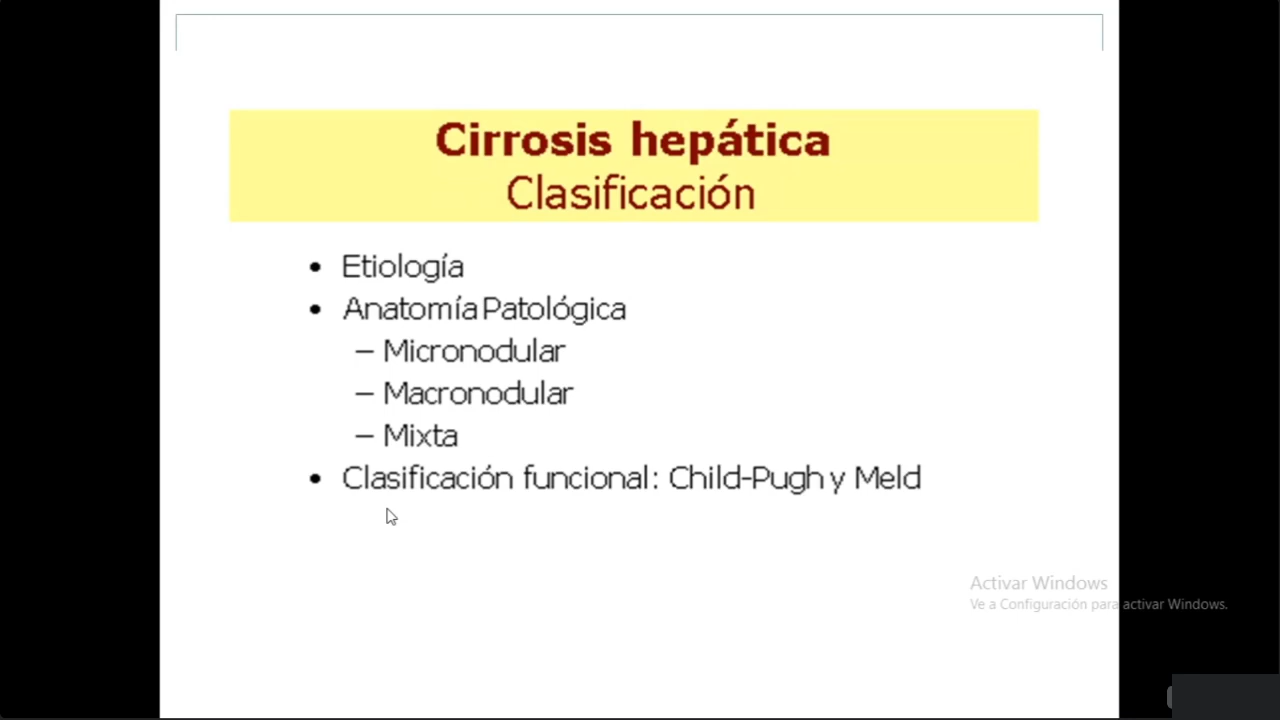 Cirrosis hepática
Clasificación
• Etiología
• Anatomía Patológica
– Micronodular
– Macronodular
– Mixta
• Clasificación funcional: Child-Pugh y Meld
Activar Windows
Ve a Configuración para activar Windows.